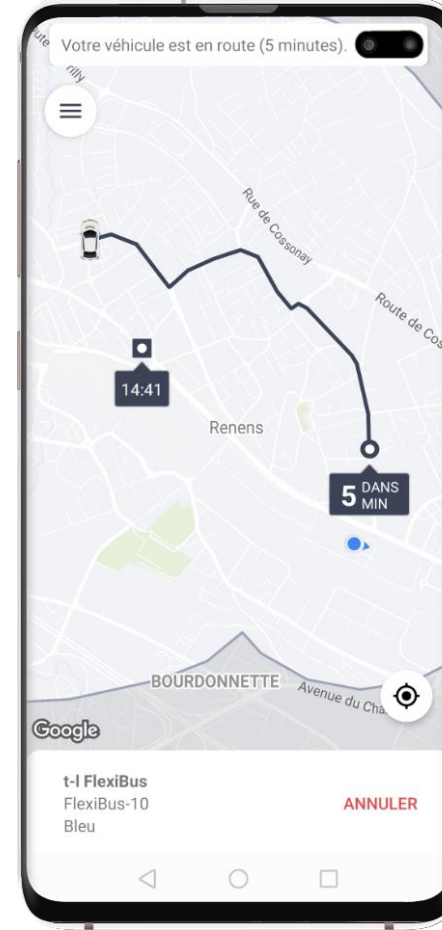 Votre véhicule est en route (5 minutes).
Rue de Cossonay
Route de Cos
14:41
Renens
5 DANS
MIN
BOURDONNETTE
Avenue du Cha
Google
t-l FlexiBus
FlexiBus-10
ANNULER
Bleu